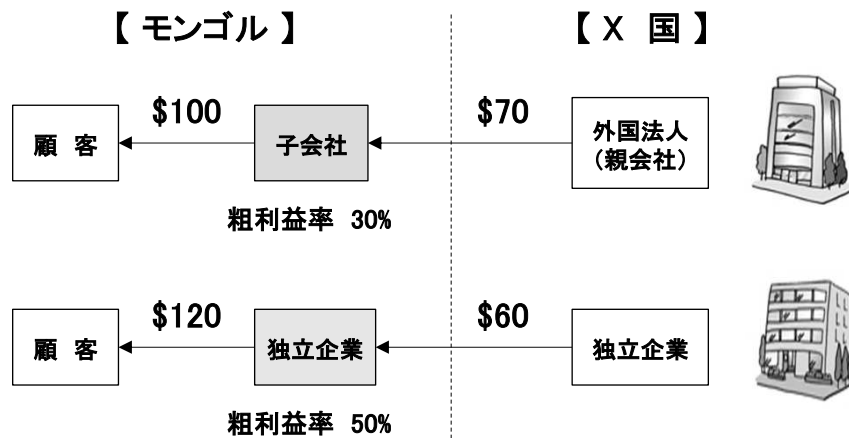 【 モンゴル 】
【 X 国 】
顧 客
$100
子会社
$70
外国法人
（親会社）
粗利益率 30%
顧 客
$120
独立企業
$60
独立企業
粗利益率 50%